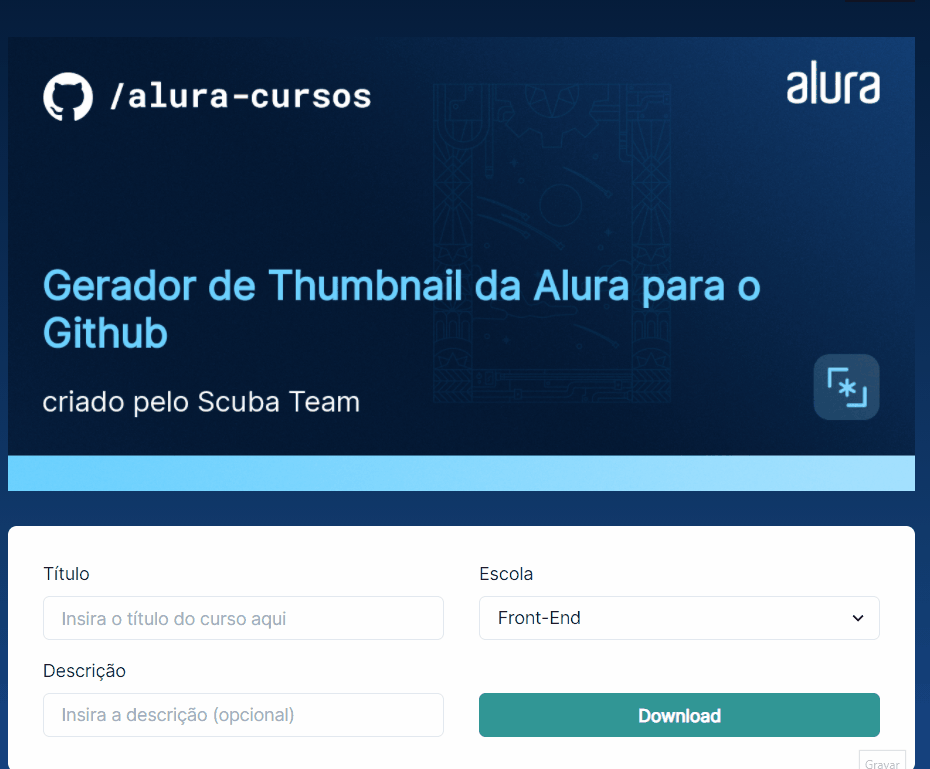 /alura-cursos
alura
Gerador de Thumbnail da Alura para o
Github
criado pelo Scuba Team
Título
Escola
Insira o título do curso aqui
Front-End
Descrição
Insira a descrição (opcional)
Download
Gravar